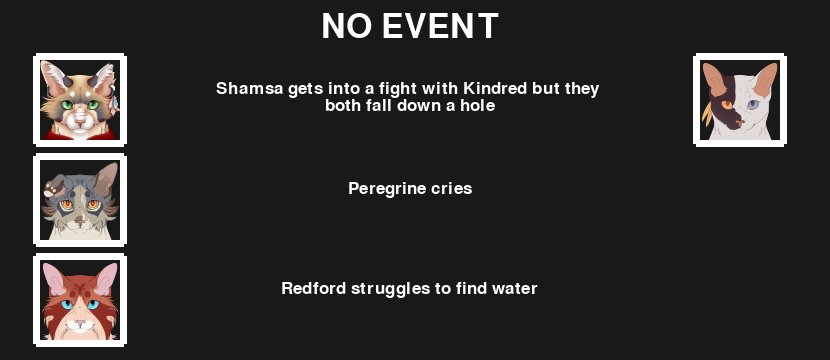 NO EVENT
Shamsa gets into a fight with Kindred but they
both fall down a hole
Peregrine cries
Redford struggles to find water